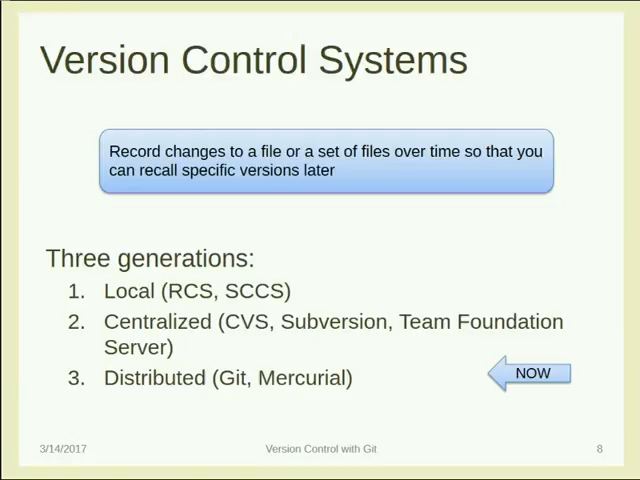 Version Control Systems
Record changes to a file or a set of files over time so that you
can recall specific versions later
Three generations:
1. Local (RCS, SCCS)
2. Centralized (CVS, Subversion, Team Foundation
Server)
3. Distributed (Git, Mercurial)
NOW
3/14/2017 Version Control with Git 8